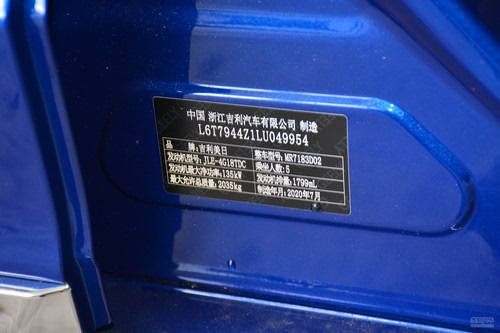 中国 浙江吉利汽车有限公司 制造
L6T7944Z1LU049954
品牌:吉利美日 整车型号:MR7183D02
发动机型号:JLE-4G18TDC 乘坐人数:5
发动机最大净功率:135kW 发动机排量:1799mL
最大允许总质量:2035kg 制造年月:2020年7月